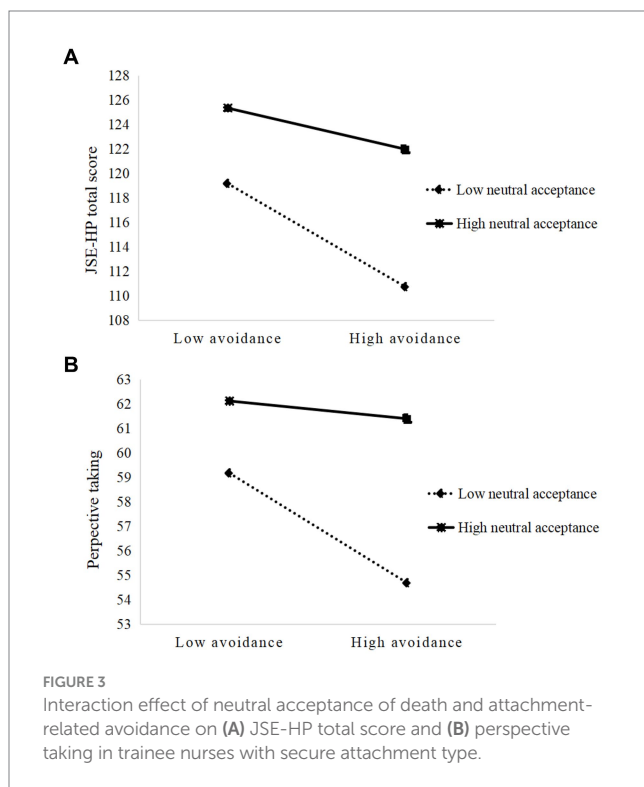 A
128
126
124
122
120
118
116
114
112
110
108
JSE-HP total score
Low neutral acceptance
High neutral acceptance
Low avoidance High avoidance
B
63
62
61
60
59
58
57
56
55
54
53
Perpective taking
Low neutral acceptance
High neutral acceptance
Low avoidance High avoidance
FIGURE 3
Interaction effect of neutral acceptance of death and attachment-
related avoidance on (A) JSE-HP total score and (B) perspective
taking in trainee nurses with secure attachment type.